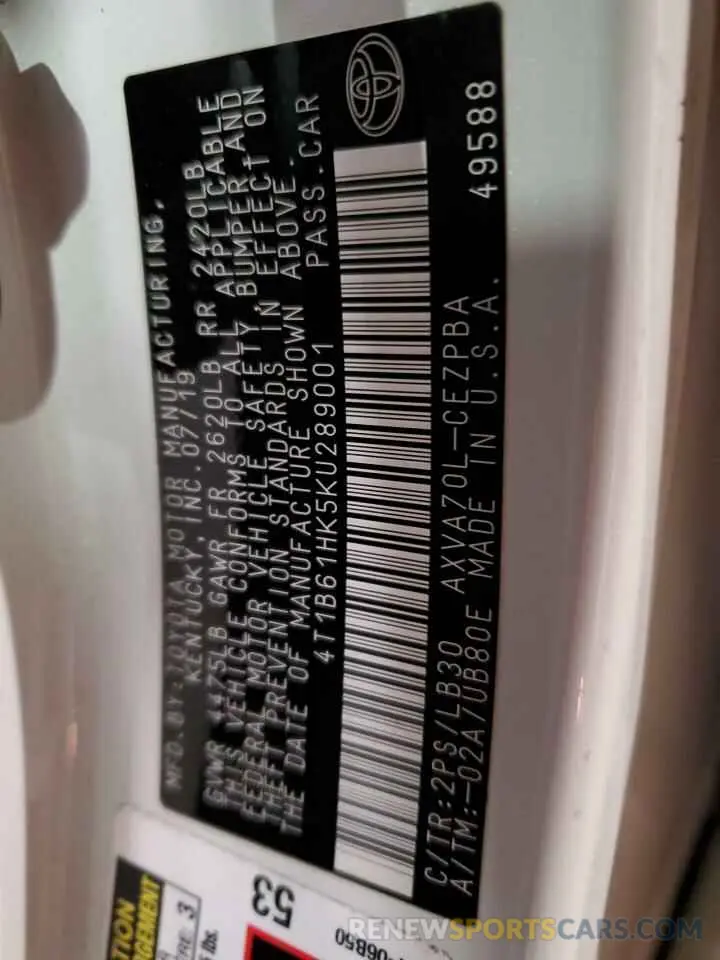 MFD.BY:TOYOTA MOTOR MANUFACTURING,
KENTUCKY, INC. 07/19
GVWR 4475LB GAWR FR 2620LB RR 2420LB
THIS VEHICLE CONFORMS TO ALL APPLICABLE
FEDERAL MOTOR VEHICLE SAFETY, BUMPER, AND
THEFT PREVENTION STANDARDS IN EFFECT ON
THE DATE OF MANUFACTURE SHOWN ABOVE.
4T1B61HK5KU289001 PASS.CAR
C/TR:2PS/LB30 AXVA70L-CEZPBA 49588
A/TM:-02A/UB80E MADE IN U.S.A.
53
-06B50
3
lbs.
RENEWSPORTSCARS.COM